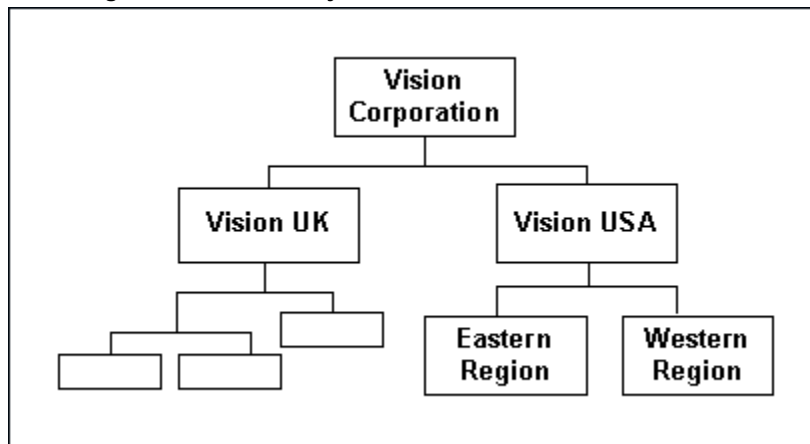 Vision
Corporation
Vision UK
Vision USA
Eastern
Region
Western
Region